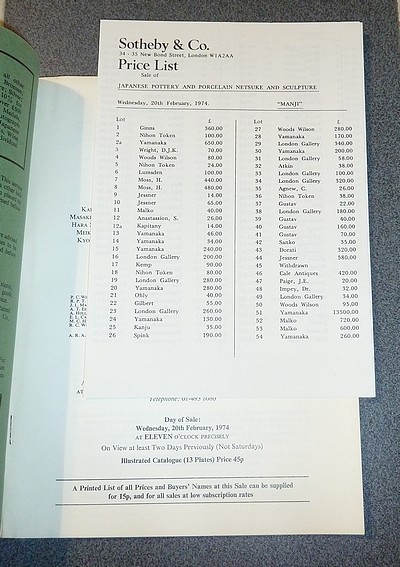 Sotheby & Co.
34 - 35 New Bond Street, London W1A2AA
Price List
Sale of
JAPANESE POTTERY AND PORCELAIN NETSUKE AND SCULPTURE
Wednesday, 20th February, 1974. "MANJI"
Lot £
1 Ginns 360.00
2 Nihon Token 100.00
2a Yamanaka 650.00
3 Wright, D.J.K. 70.00
4 Woods Wilson 80.00
5 Nihon Token 24.00
6 Lumsden 100.00
7 Moss, H. 440.00
8 Moss, H. 480.00
9 Jessner 14.00
10 Jessner 65.00
11 Malko 40.00
12 Anastassion, S. 26.00
12a Kapitany 14.00
13 Yamanaka 46.00
14 Yamanaka 34.00
15 Yamanaka 240.00
16 London Gallery 200.00
17 Kemp 90.00
18 Nihon Token 80.00
19 London Gallery 280.00
20 Yamanaka 280.00
21 Ohly 40.00
22 Gilbert 55.00
23 London Gallery 260.00
24 Yamanaka 130.00
25 Kanju 35.00
26 Spink 190.00
Lot £
27 Woods Wilson 280.00
28 Yamanaka 170.00
29 London Gallery 340.00
30 Yamanaka 200.00
31 London Gallery 58.00
32 Atkin 38.00
33 London Gallery 100.00
34 London Gallery 320.00
35 Agnew, C. 26.00
36 Nihon Token 38.00
37 Gustav 22.00
38 London Gallery 180.00
39 Gustav 40.00
40 Gustav 160.00
41 Gustav 70.00
42 Sanko 35.00
43 Dorati 320.00
44 Jessner 580.00
45 Withdrawn
46 Cale Antiques 420.00
47 Paige, J.E. 20.00
48 Impey, Dr. 32.00
49 London Gallery 34.00
50 Woods Wilson 95.00
51 Yamanaka 13500.00
52 Malko 720.00
53 Malko 600.00
54 Yamanaka 260.00
Telephone: 01-493 8080
Day of Sale:
Wednesday, 20th February, 1974
AT ELEVEN O'CLOCK PRECISELY
On View at least Two Days Previously (Not Saturdays)
Illustrated Catalogue (13 Plates) Price 45p
A Printed List of all Prices and Buyers' Names at this Sale can be supplied
for 15p, and for all sales at low subscription rates